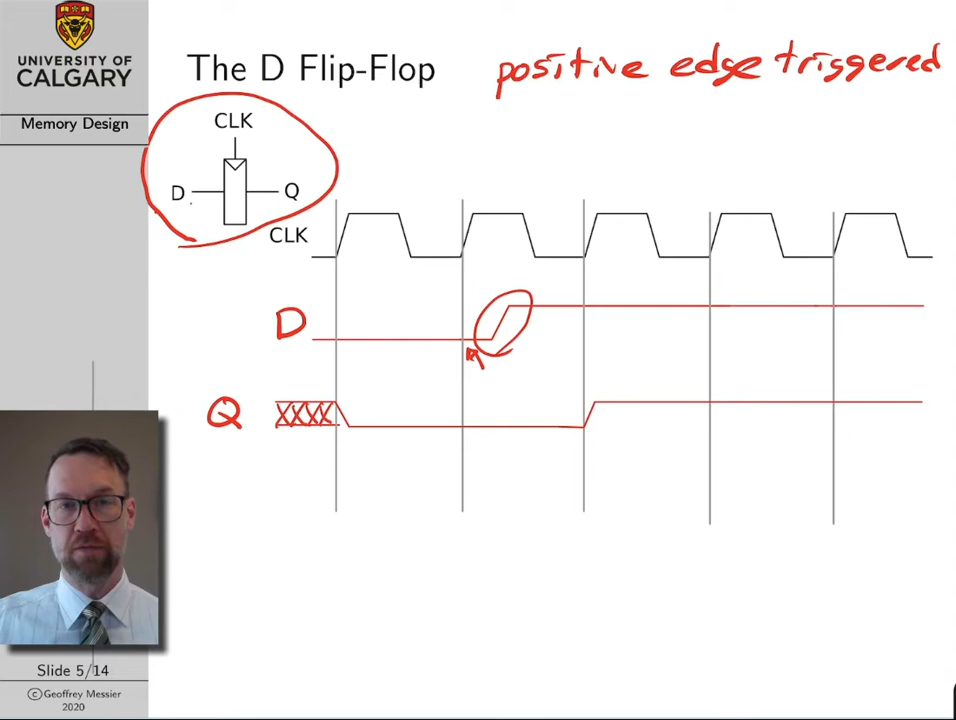 UNIVERSITY OF
CALGARY
Memory Design
The D Flip-Flop
positive edge triggered
CLK
D
Q
CLK
D
Q
XXXX
Slide 5/14
©Geoffrey Messier
2020